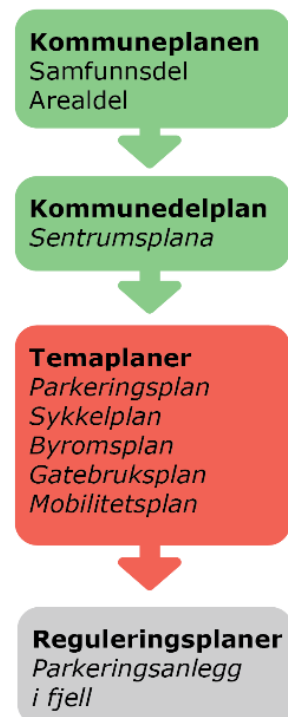 Kommuneplanen
Samfunnsdel
Arealdel
Kommunedelplan
Sentrumsplana
Temaplaner
Parkeringsplan
Sykkelplan
Byromsplan
Gatebruksplan
Mobilitetsplan
Reguleringsplaner
Parkeringsanlegg
i fjell